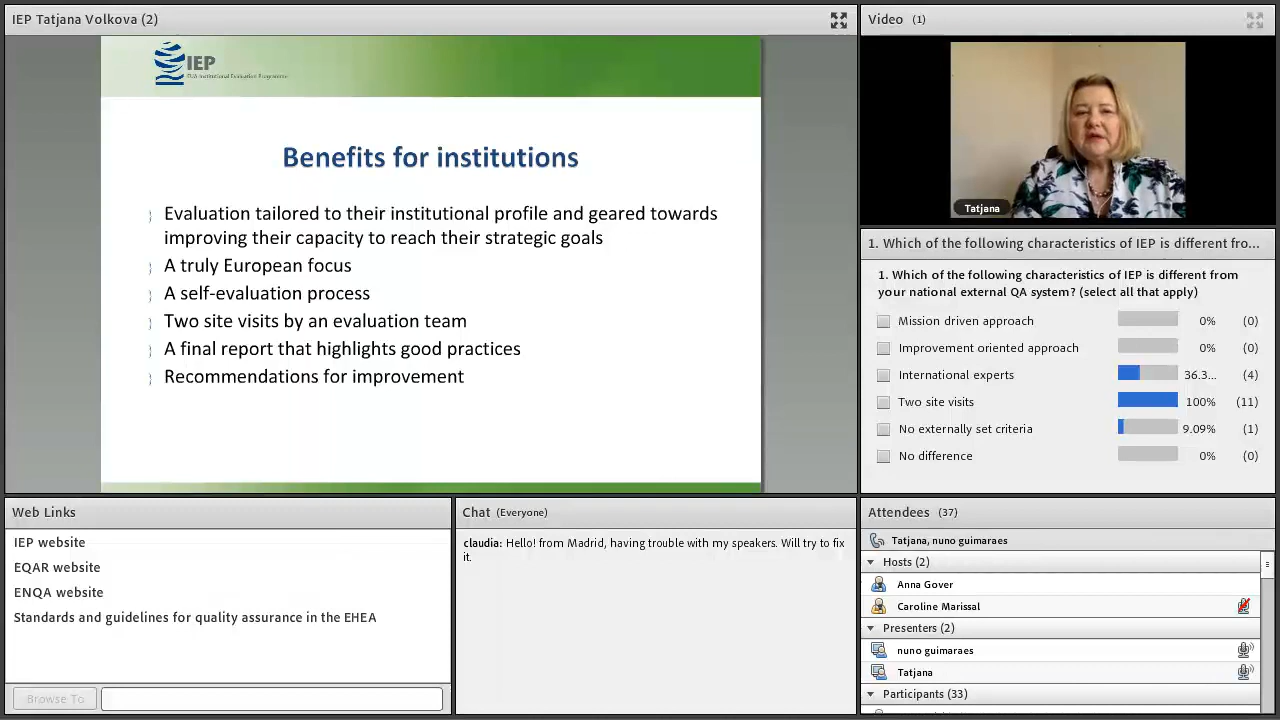 IEP Tatjana Volkova (2)
IEP
EUA Institutional Evaluation Programme
Benefits for institutions
Evaluation tailored to their institutional profile and geared towards
improving their capacity to reach their strategic goals
A truly European focus
A self-evaluation process
Two site visits by an evaluation team
A final report that highlights good practices
Recommendations for improvement
Video (1)
Tatjana
1. Which of the following characteristics of IEP is different fro...
1. Which of the following characteristics of IEP is different from
your national external QA system? (select all that apply)
Mission driven approach 0% (0)
Improvement oriented approach 0% (0)
International experts 36.3... (4)
Two site visits 100% (11)
No externally set criteria 9.09% (1)
No difference 0% (0)
Web Links
IEP website
EQAR website
ENQA website
Standards and guidelines for quality assurance in the EHEA
Browse To
Chat (Everyone)
claudia: Hello! from Madrid, having trouble with my speakers. Will try to fix
it.
Attendees (37)
Tatjana, nuno guimaraes
Hosts (2)
Anna Gover
Caroline Marissal
Presenters (2)
nuno guimaraes
Tatjana
Participants (33)